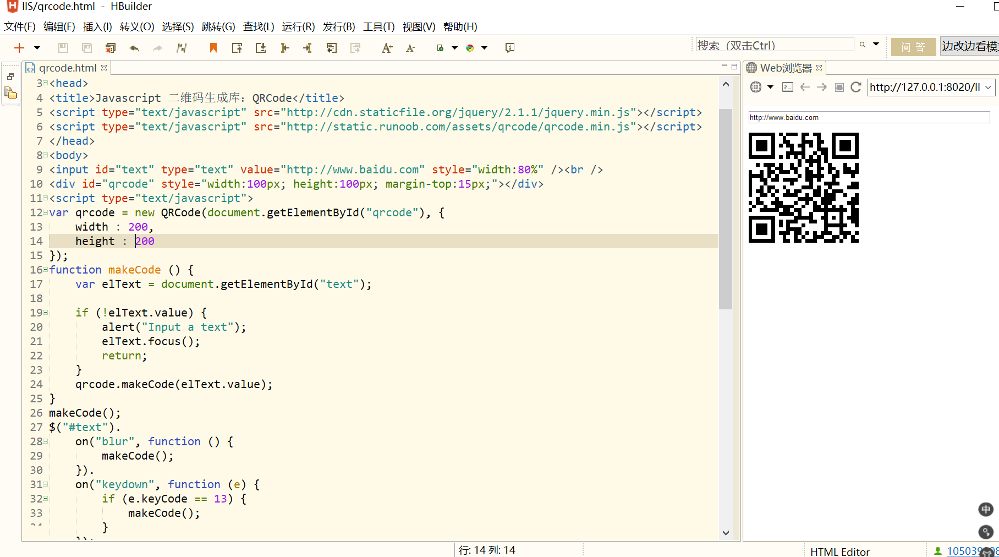 IIS/qrcode.html - HBuilder
文件(F) 编辑(E) 插入(I) 转义(O) 选择(S) 跳转(G) 查找(L) 运行(R) 发行(B) 工具(T) 视图(V) 帮助(H)
搜索（双击Ctrl） 问 答 边改边看模
qrcode.html
3 <head>
4 <title>Javascript 二维码生成库：QRCode</title>
5 <script type="text/javascript" src="http://cdn.staticfile.org/jquery/2.1.1/jquery.min.js"></script>
6 <script type="text/javascript" src="http://static.runoob.com/assets/qrcode/qrcode.min.js"></script>
7 </head>
8 <body>
9 <input id="text" type="text" value="http://www.baidu.com" style="width:80%" /><br />
10 <div id="qrcode" style="width:100px; height:100px; margin-top:15px;"></div>
11 <script type="text/javascript">
12 var qrcode = new QRCode(document.getElementById("qrcode"), {
13     width : 200,
14     height : 200
15 });
16 function makeCode () {
17     var elText = document.getElementById("text");
18
19     if (!elText.value) {
20         alert("Input a text");
21         elText.focus();
22         return;
23     }
24     qrcode.makeCode(elText.value);
25 }
26 makeCode();
27 $("#text").
28     on("blur", function () {
29         makeCode();
30     }).
31     on("keydown", function (e) {
32         if (e.keyCode == 13) {
33             makeCode();
        }
Web浏览器
http://127.0.0.1:8020/II
http://www.baidu.com
中
行: 14 列: 14
HTML Editor